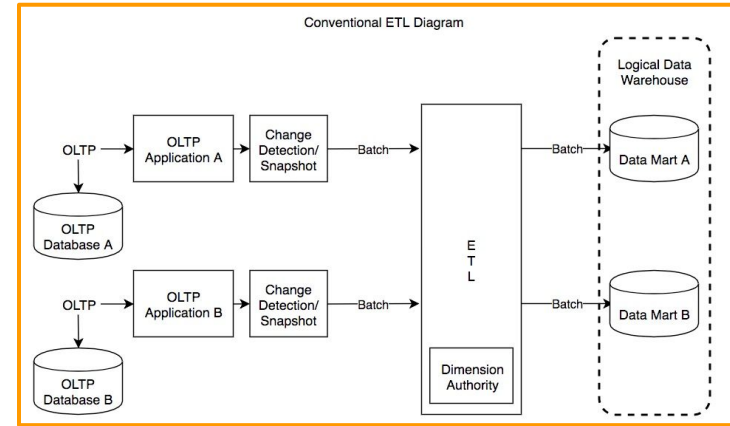 Conventional ETL Diagram
Logical Data
Warehouse
OLTP
OLTP
Application A
Change
Detection/
Snapshot
Batch
Batch
Data Mart A
OLTP
Database A
E
T
L
OLTP
OLTP
Application B
Change
Detection/
Snapshot
Batch
Batch
Data Mart B
OLTP
Database B
Dimension
Authority